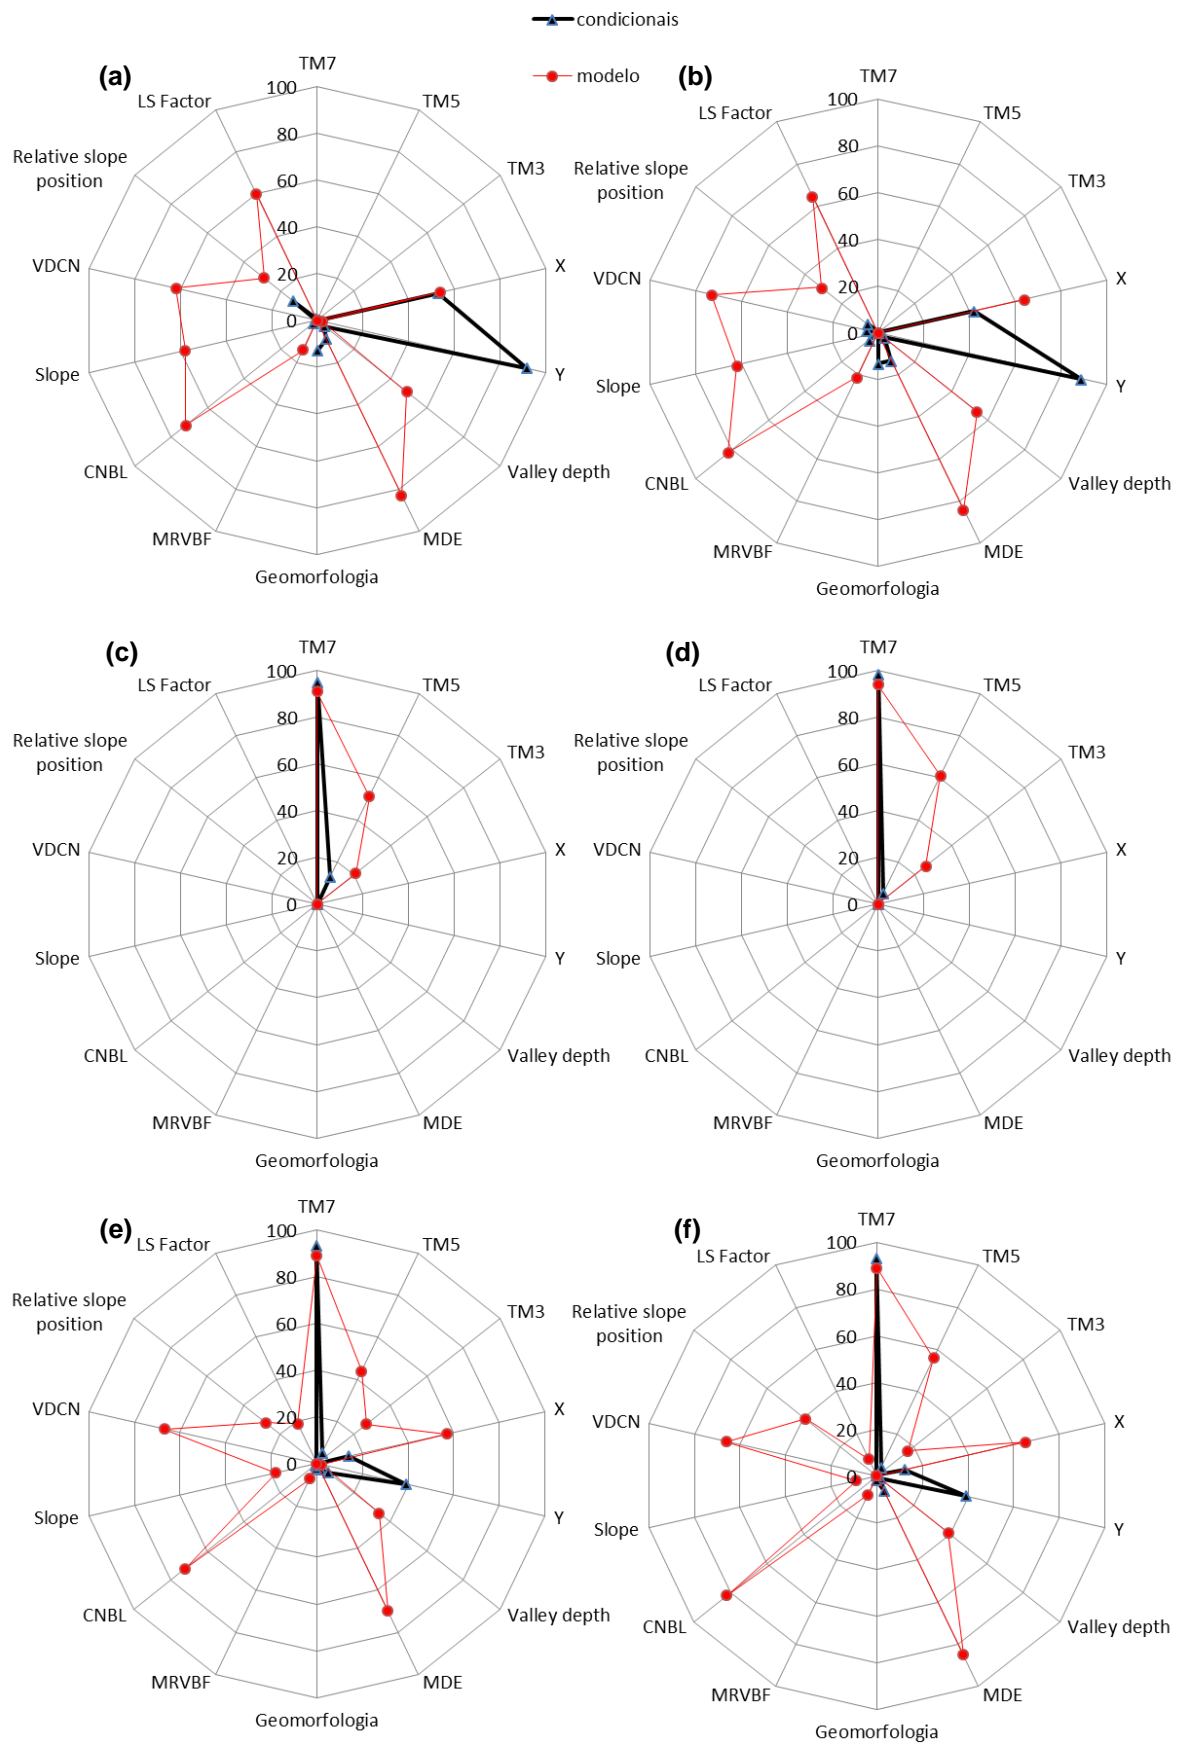 condicionais
modelo
(a)
TM7
TM5
TM3
X
Y
Valley depth
MDE
Geomorfologia
MRVBF
CNBL
Slope
VDCN
Relative slope
position
LS Factor
100
80
60
40
20
0
(b)
TM7
TM5
TM3
X
Y
Valley depth
MDE
Geomorfologia
MRVBF
CNBL
Slope
VDCN
Relative slope
position
LS Factor
100
80
60
40
20
0
(c)
TM7
TM5
TM3
X
Y
Valley depth
MDE
Geomorfologia
MRVBF
CNBL
Slope
VDCN
Relative slope
position
LS Factor
100
80
60
40
20
0
(d)
TM7
TM5
TM3
X
Y
Valley depth
MDE
Geomorfologia
MRVBF
CNBL
Slope
VDCN
Relative slope
position
LS Factor
100
80
60
40
20
0
(e)
TM7
TM5
TM3
X
Y
Valley depth
MDE
Geomorfologia
MRVBF
CNBL
Slope
VDCN
Relative slope
position
LS Factor
100
80
60
40
20
0
(f)
TM7
TM5
TM3
X
Y
Valley depth
MDE
Geomorfologia
MRVBF
CNBL
Slope
VDCN
Relative slope
position
LS Factor
100
80
60
40
20
0